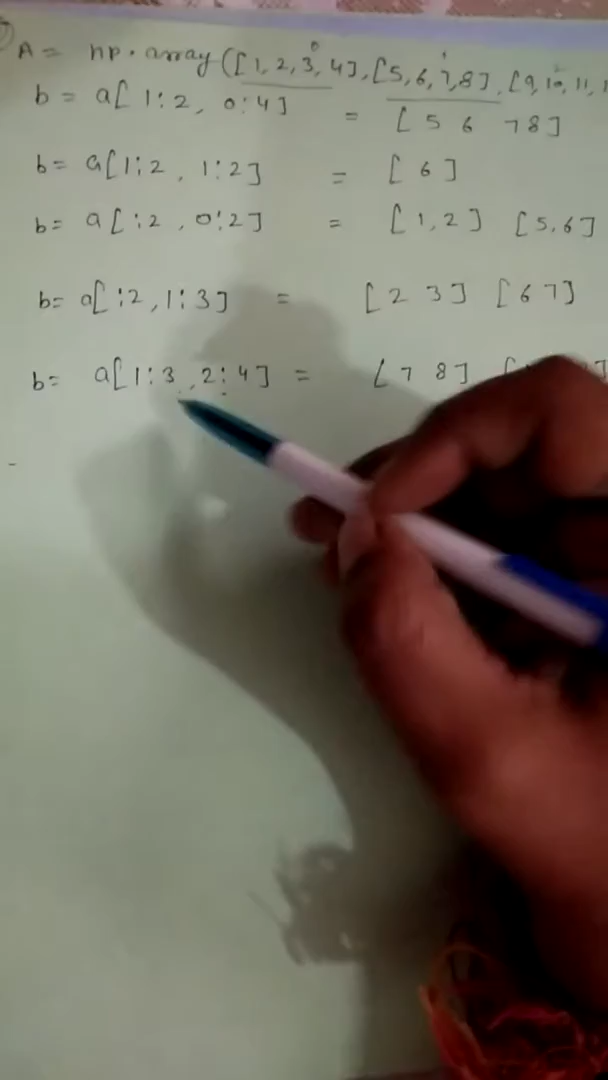 A = np.array([1,2,3,4],[5,6,7,8],[9,10,11,
b = a[1:2, 0:4] = [5 6 7 8]
b = a[1:2, 1:2] = [6]
b = a[:2, 0:2] = [1,2] [5,6]
b = a[:2, 1:3] = [2 3] [6 7]
b = a[1:3, 2:4] = [7 8] [